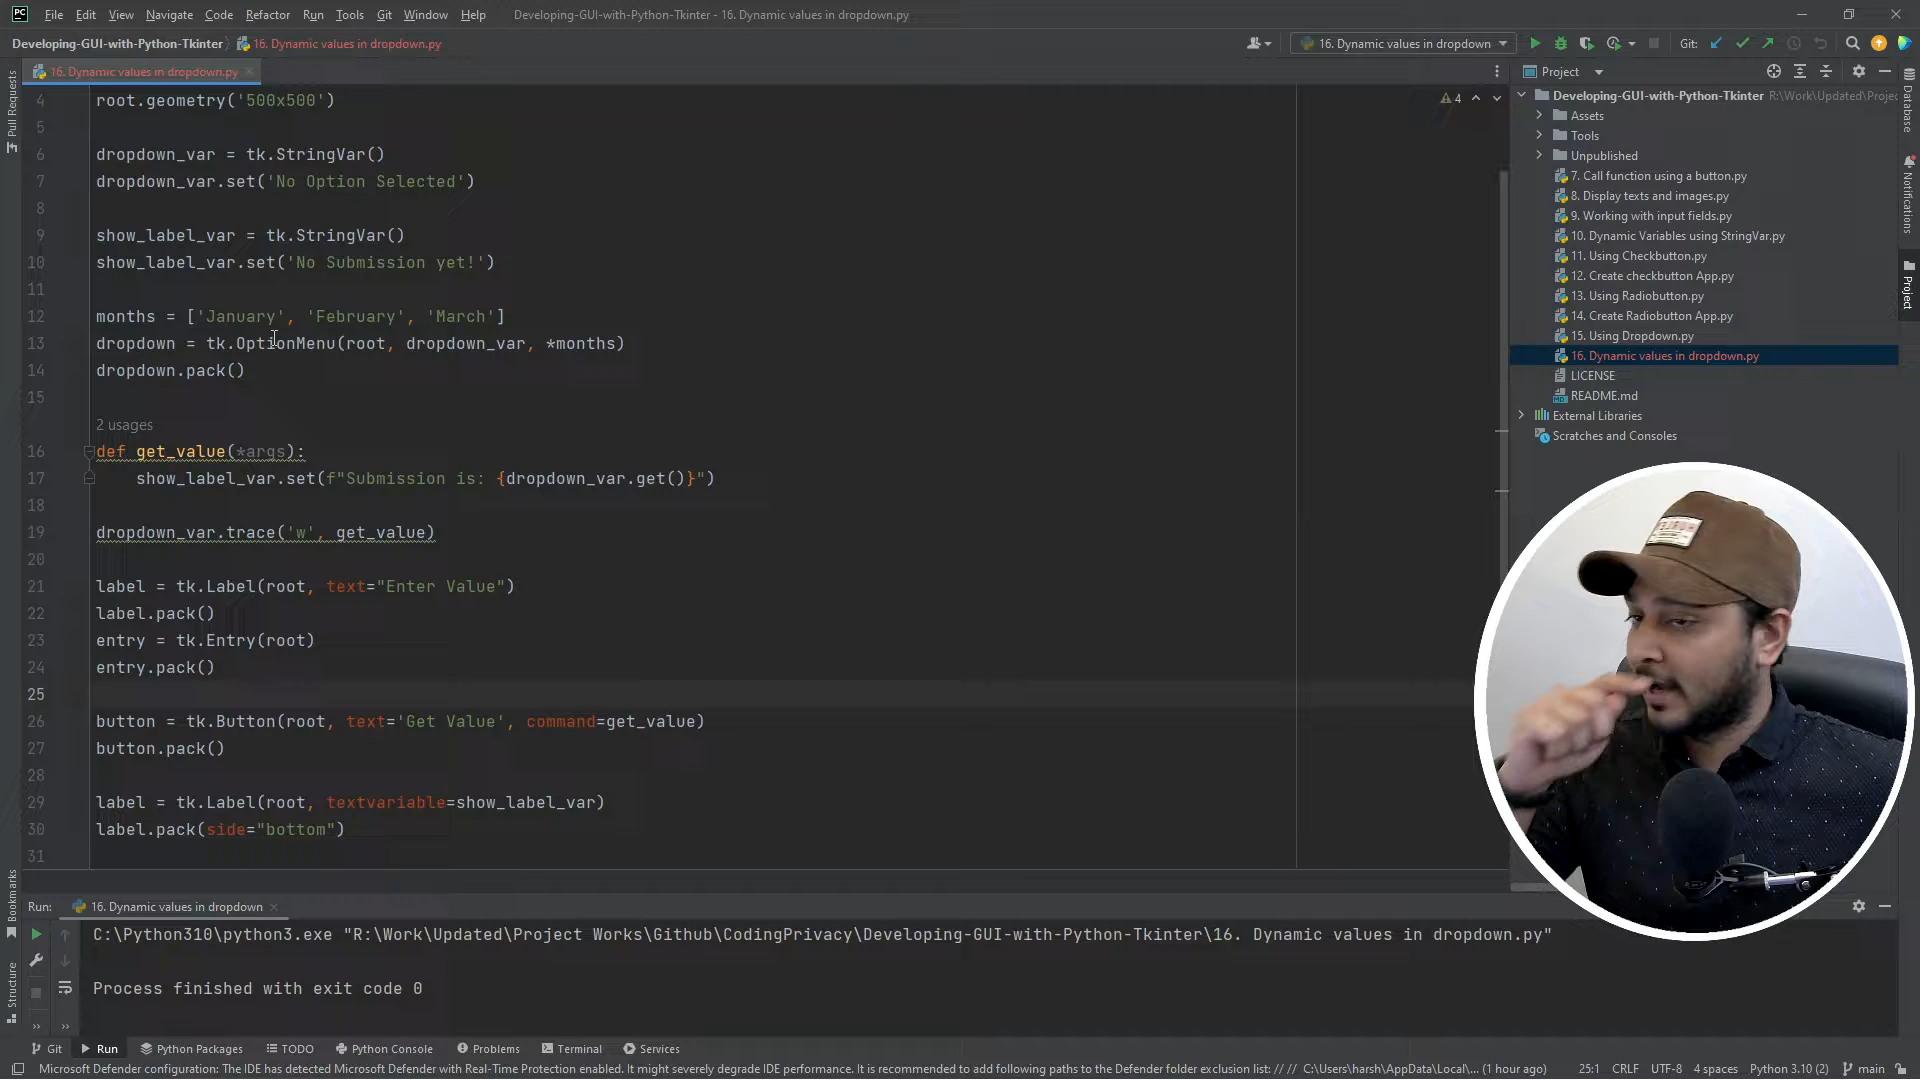 PC File Edit View Navigate Code Refactor Run Tools Git Window Help Developing-GUI-with-Python-Tkinter - 16. Dynamic values in dropdown.py
Developing-GUI-with-Python-Tkinter 16. Dynamic values in dropdown.py
16. Dynamic values in dropdown Git:
16. Dynamic values in dropdown.py
Project
Pull Requests
4 root.geometry('500x500')
5
6 dropdown_var = tk.StringVar()
7 dropdown_var.set('No Option Selected')
8
9 show_label_var = tk.StringVar()
10 show_label_var.set('No Submission yet!')
11
12 months = ['January', 'February', 'March']
13 dropdown = tk.OptionMenu(root, dropdown_var, *months)
14 dropdown.pack()
15
2 usages
16 def get_value(*args):
17 show_label_var.set(f"Submission is: {dropdown_var.get()}")
18
19 dropdown_var.trace('w', get_value)
20
21 label = tk.Label(root, text="Enter Value")
22 label.pack()
23 entry = tk.Entry(root)
24 entry.pack()
25
26 button = tk.Button(root, text='Get Value', command=get_value)
27 button.pack()
28
29 label = tk.Label(root, textvariable=show_label_var)
30 label.pack(side="bottom")
31
4
Developing-GUI-with-Python-Tkinter R:\Work\Updated\Projec
Assets
Tools
Unpublished
7. Call function using a button.py
8. Display texts and images.py
9. Working with input fields.py
10. Dynamic Variables using StringVar.py
11. Using Checkbutton.py
12. Create checkbutton App.py
13. Using Radiobutton.py
14. Create Radiobutton App.py
15. Using Dropdown.py
16. Dynamic values in dropdown.py
LICENSE
README.md
External Libraries
Scratches and Consoles
Database
Notifications
Project
Bookmarks
Structure
Run: 16. Dynamic values in dropdown
C:\Python310\python3.exe "R:\Work\Updated\Project Works\Github\CodingPrivacy\Developing-GUI-with-Python-Tkinter\16. Dynamic values in dropdown.py"
Process finished with exit code 0
Git Run Python Packages TODO Python Console Problems Terminal Services
Microsoft Defender configuration: The IDE has detected Microsoft Defender with Real-Time Protection enabled. It might severely degrade IDE performance. It is recommended to add following paths to the Defender folder exclusion list: // // C:\Users\harsh\AppData\Local\... (1 hour ago) 25:1 CRLF UTF-8 4 spaces Python 3.10 (2) main